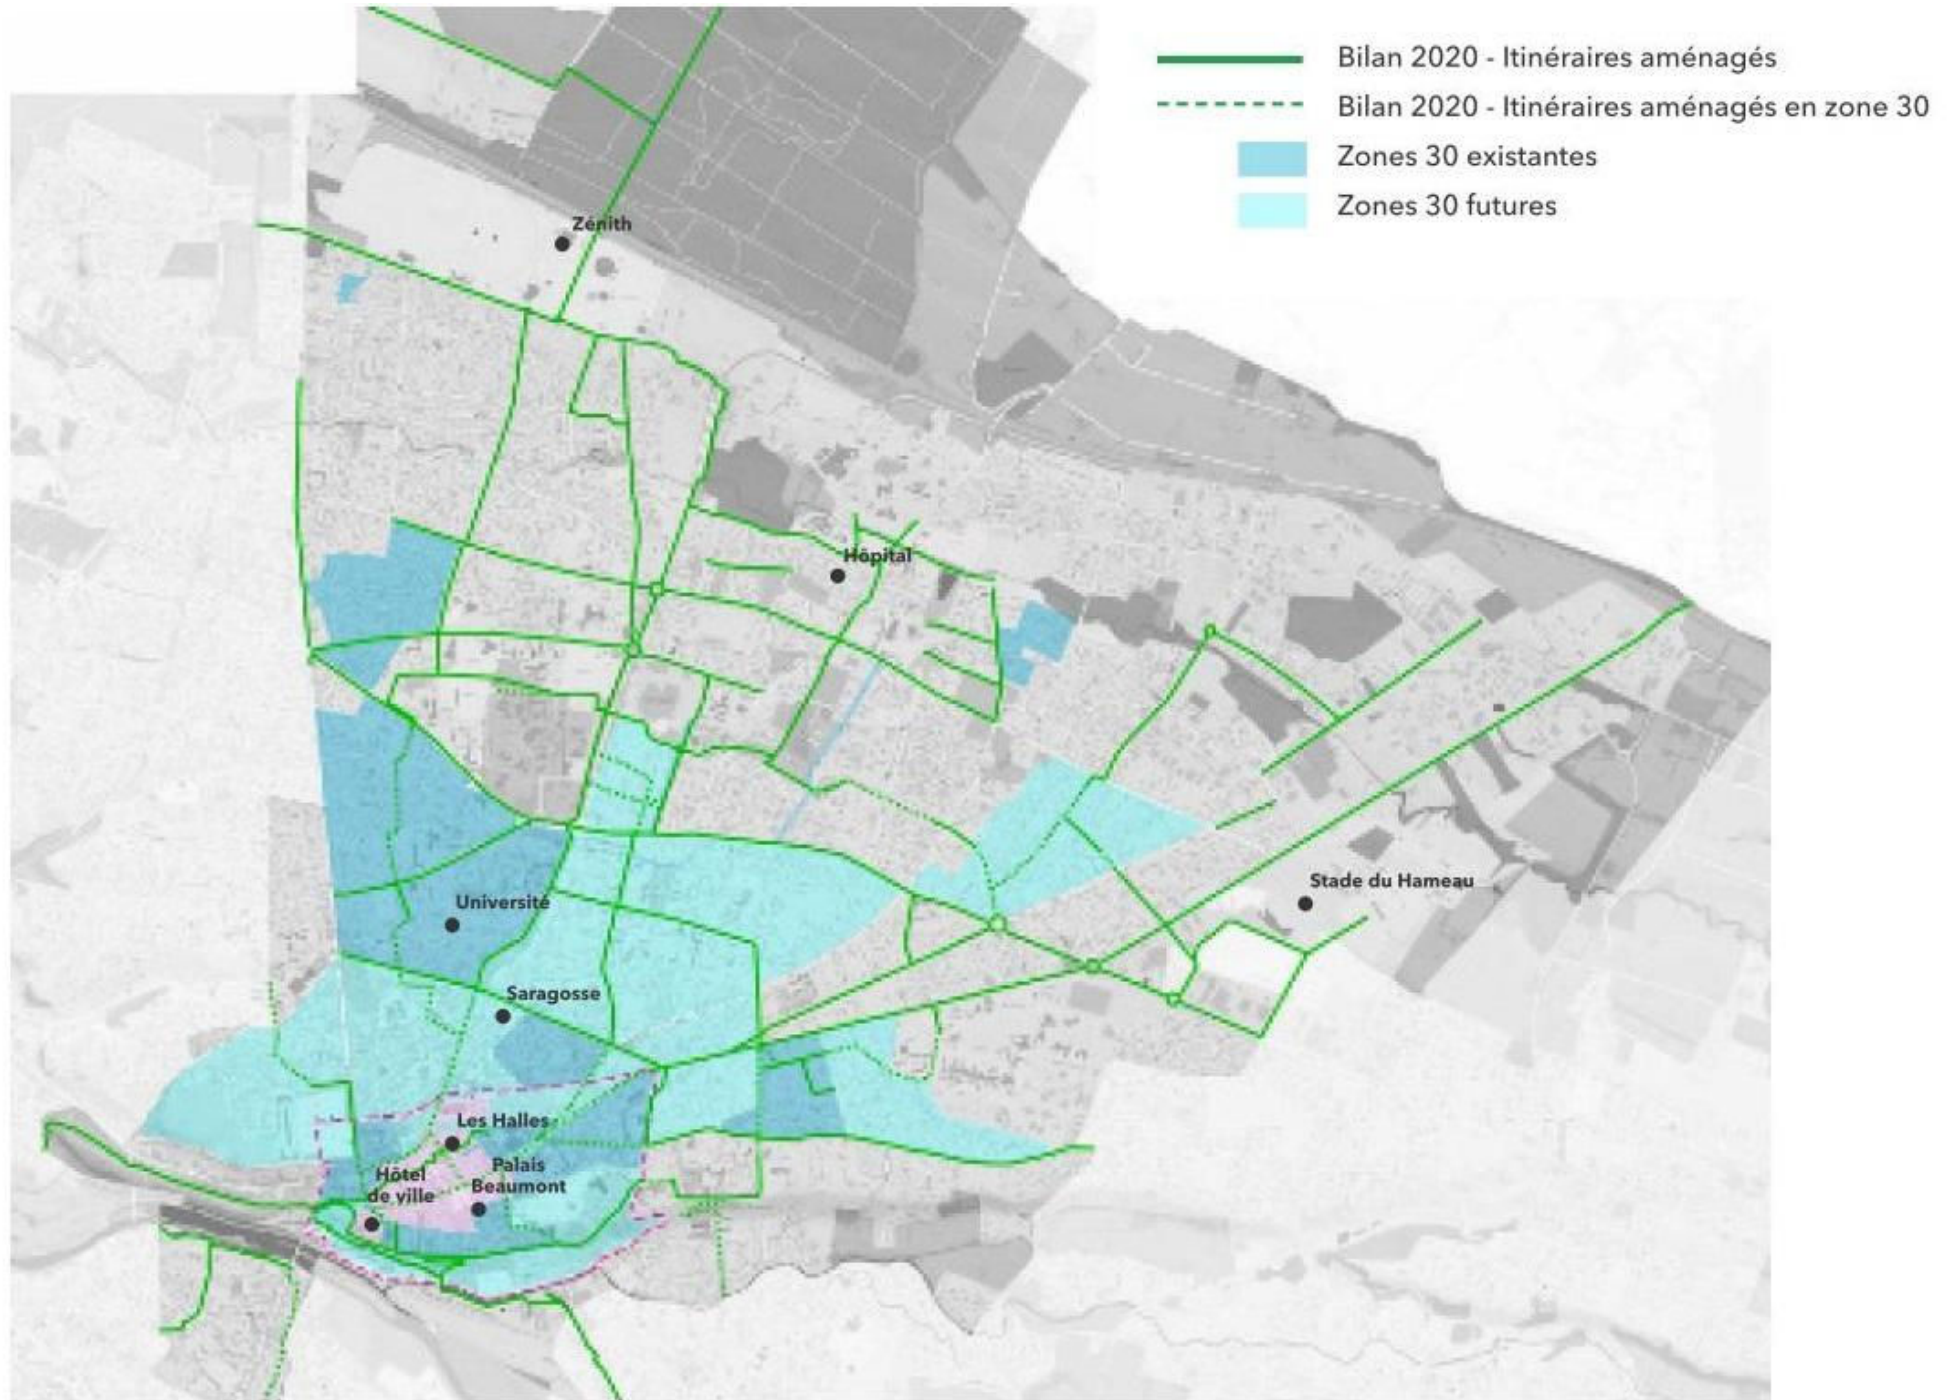 Bilan 2020 - Itinéraires aménagés
Bilan 2020 - Itinéraires aménagés en zone 30
Zones 30 existantes
Zones 30 futures
Zénith
Hôpital
Stade du Hameau
Université
Saragosse
Les Halles
Hôtel
de ville
Palais
Beaumont